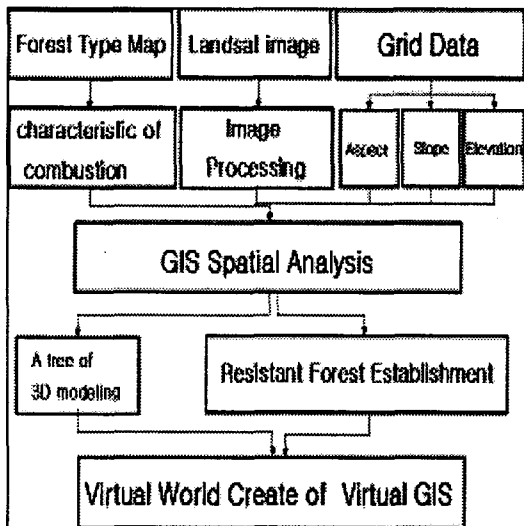 Forest Type Map
Landsal image
Grid Data
characteristic of
combustion
Image
Processing
Aspect
Slope
Elevation
GIS Spatial Analysis
A tree of
3D modeling
Resistant Forest Establishment
Virtual World Create of Virtual GIS